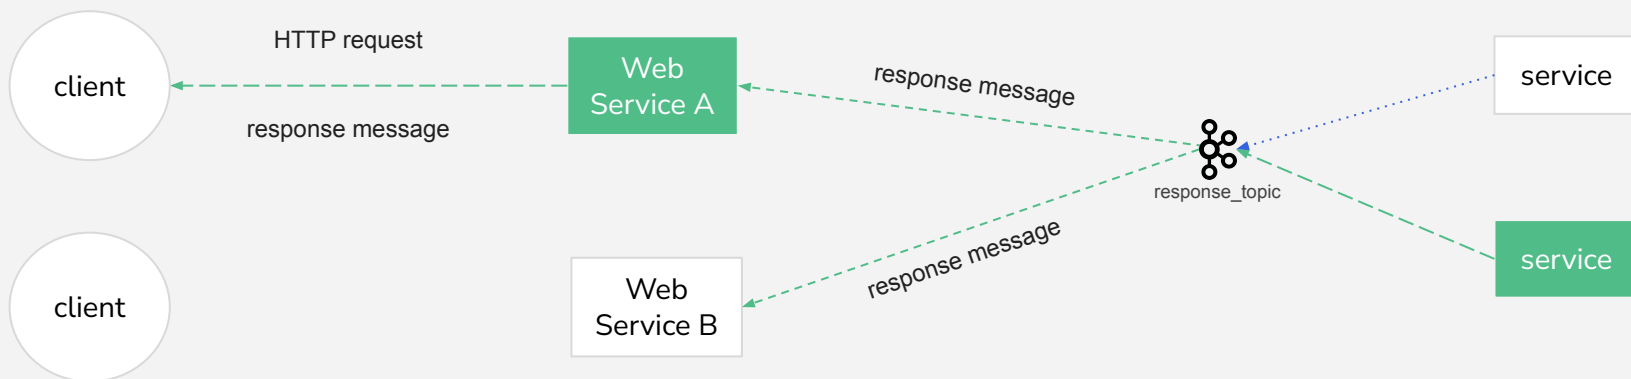 HTTP request
client
Web
Service A
response message
response message
service
response_topic
service
response message
client
Web
Service B